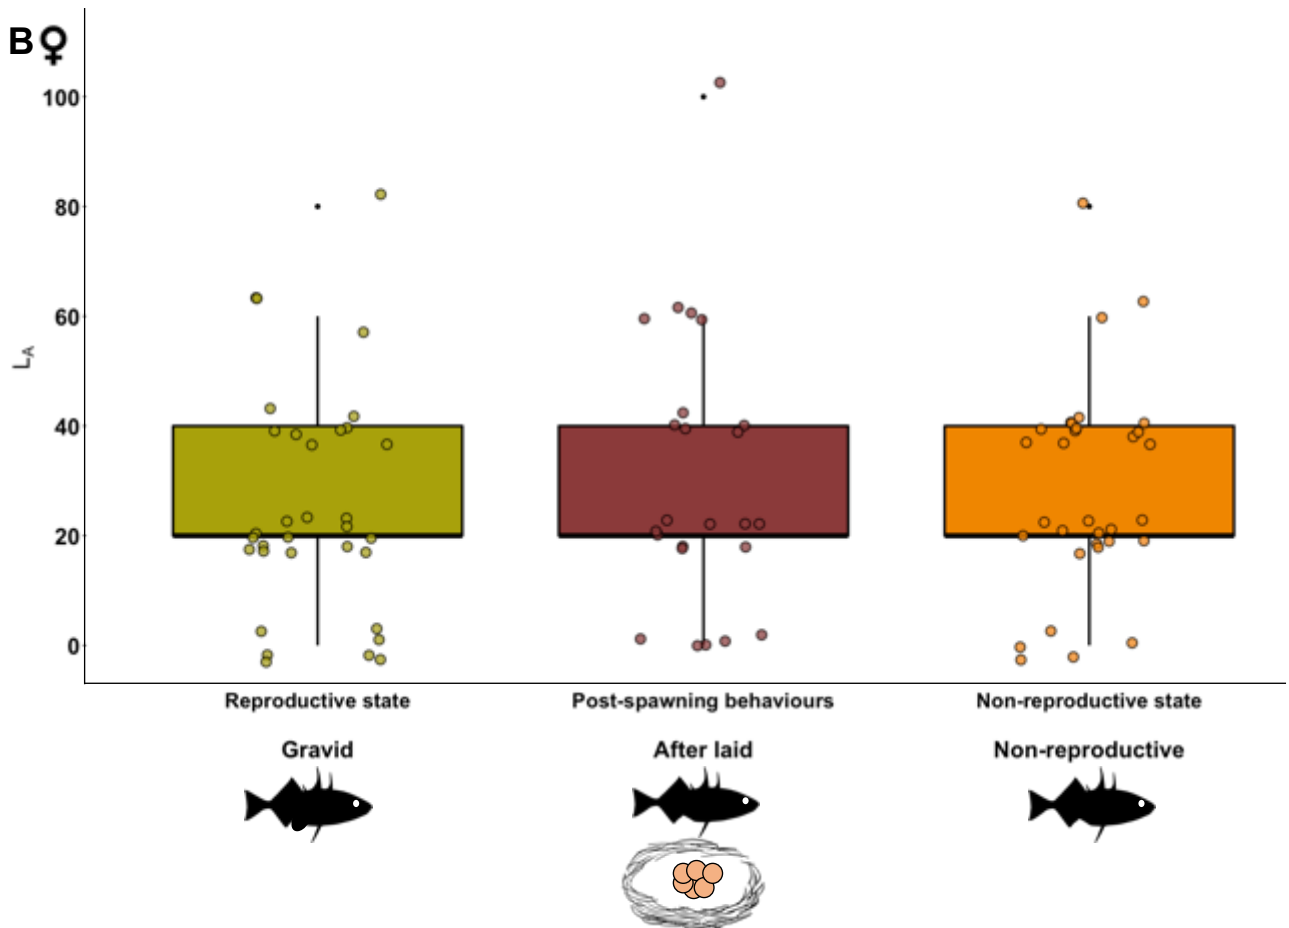 B♀
100
80
60
L_A
40
20
0
Reproductive state Post-spawning behaviours Non-reproductive state
Gravid After laid Non-reproductive